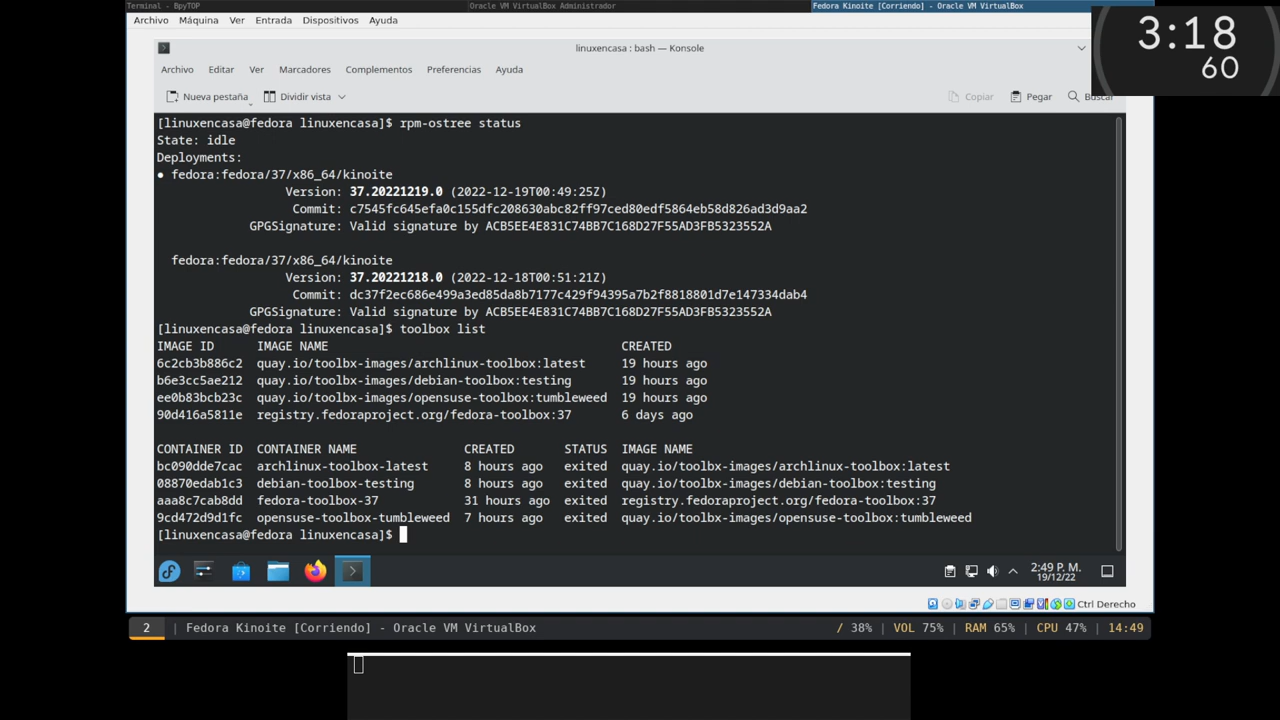 Terminal - BpyTOP
Oracle VM VirtualBox Administrador
Fedora Kinoite [Corriendo] - Oracle VM VirtualBox
Archivo Máquina Ver Entrada Dispositivos Ayuda
3:18
60
linuxencasa : bash — Konsole
Archivo Editar Ver Marcadores Complementos Preferencias Ayuda
Nueva pestaña Dividir vista Copiar Pegar Buscar
[linuxencasa@fedora linuxencasa]$ rpm-ostree status
State: idle
Deployments:
● fedora:fedora/37/x86_64/kinoite
Version: 37.20221219.0 (2022-12-19T00:49:25Z)
Commit: c7545fc645efa0c155dfc208630abc82ff97ced80edf5864eb58d826ad3d9aa2
GPGSignature: Valid signature by ACB5EE4E831C74BB7C168D27F55AD3FB5323552A
fedora:fedora/37/x86_64/kinoite
Version: 37.20221218.0 (2022-12-18T00:51:21Z)
Commit: dc37f2ec686e499a3ed85da8b7177c429f94395a7b2f8818801d7e147334dab4
GPGSignature: Valid signature by ACB5EE4E831C74BB7C168D27F55AD3FB5323552A
[linuxencasa@fedora linuxencasa]$ toolbox list
IMAGE ID IMAGE NAME CREATED
6c2cb3b886c2 quay.io/toolbx-images/archlinux-toolbox:latest 19 hours ago
b6e3cc5ae212 quay.io/toolbx-images/debian-toolbox:testing 19 hours ago
ee0b83bcb23c quay.io/toolbx-images/opensuse-toolbox:tumbleweed 19 hours ago
90d416a5811e registry.fedoraproject.org/fedora-toolbox:37 6 days ago
CONTAINER ID CONTAINER NAME CREATED STATUS IMAGE NAME
bc090dde7cac archlinux-toolbox-latest 8 hours ago exited quay.io/toolbx-images/archlinux-toolbox:latest
08870edab1c3 debian-toolbox-testing 8 hours ago exited quay.io/toolbx-images/debian-toolbox:testing
aaa8c7cab8dd fedora-toolbox-37 31 hours ago exited registry.fedoraproject.org/fedora-toolbox:37
9cd472d9d1fc opensuse-toolbox-tumbleweed 7 hours ago exited quay.io/toolbx-images/opensuse-toolbox:tumbleweed
[linuxencasa@fedora linuxencasa]$
2:49 P. M.
19/12/22
Ctrl Derecho
2 | Fedora Kinoite [Corriendo] - Oracle VM VirtualBox / 38% | VOL 75% | RAM 65% | CPU 47% | 14:49